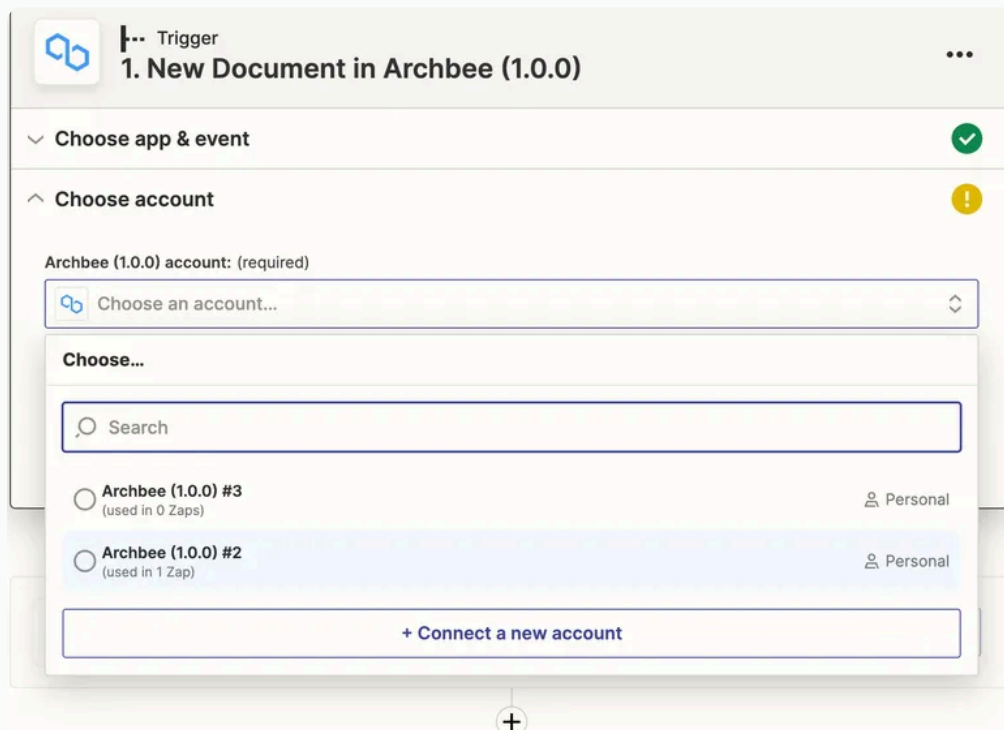 Trigger
1. New Document in Archbee (1.0.0)
Choose app & event
Choose account
Archbee (1.0.0) account: (required)
Choose an account...
Choose...
Search
Archbee (1.0.0) #3
(used in 0 Zaps)
Personal
Archbee (1.0.0) #2
(used in 1 Zap)
Personal
+ Connect a new account